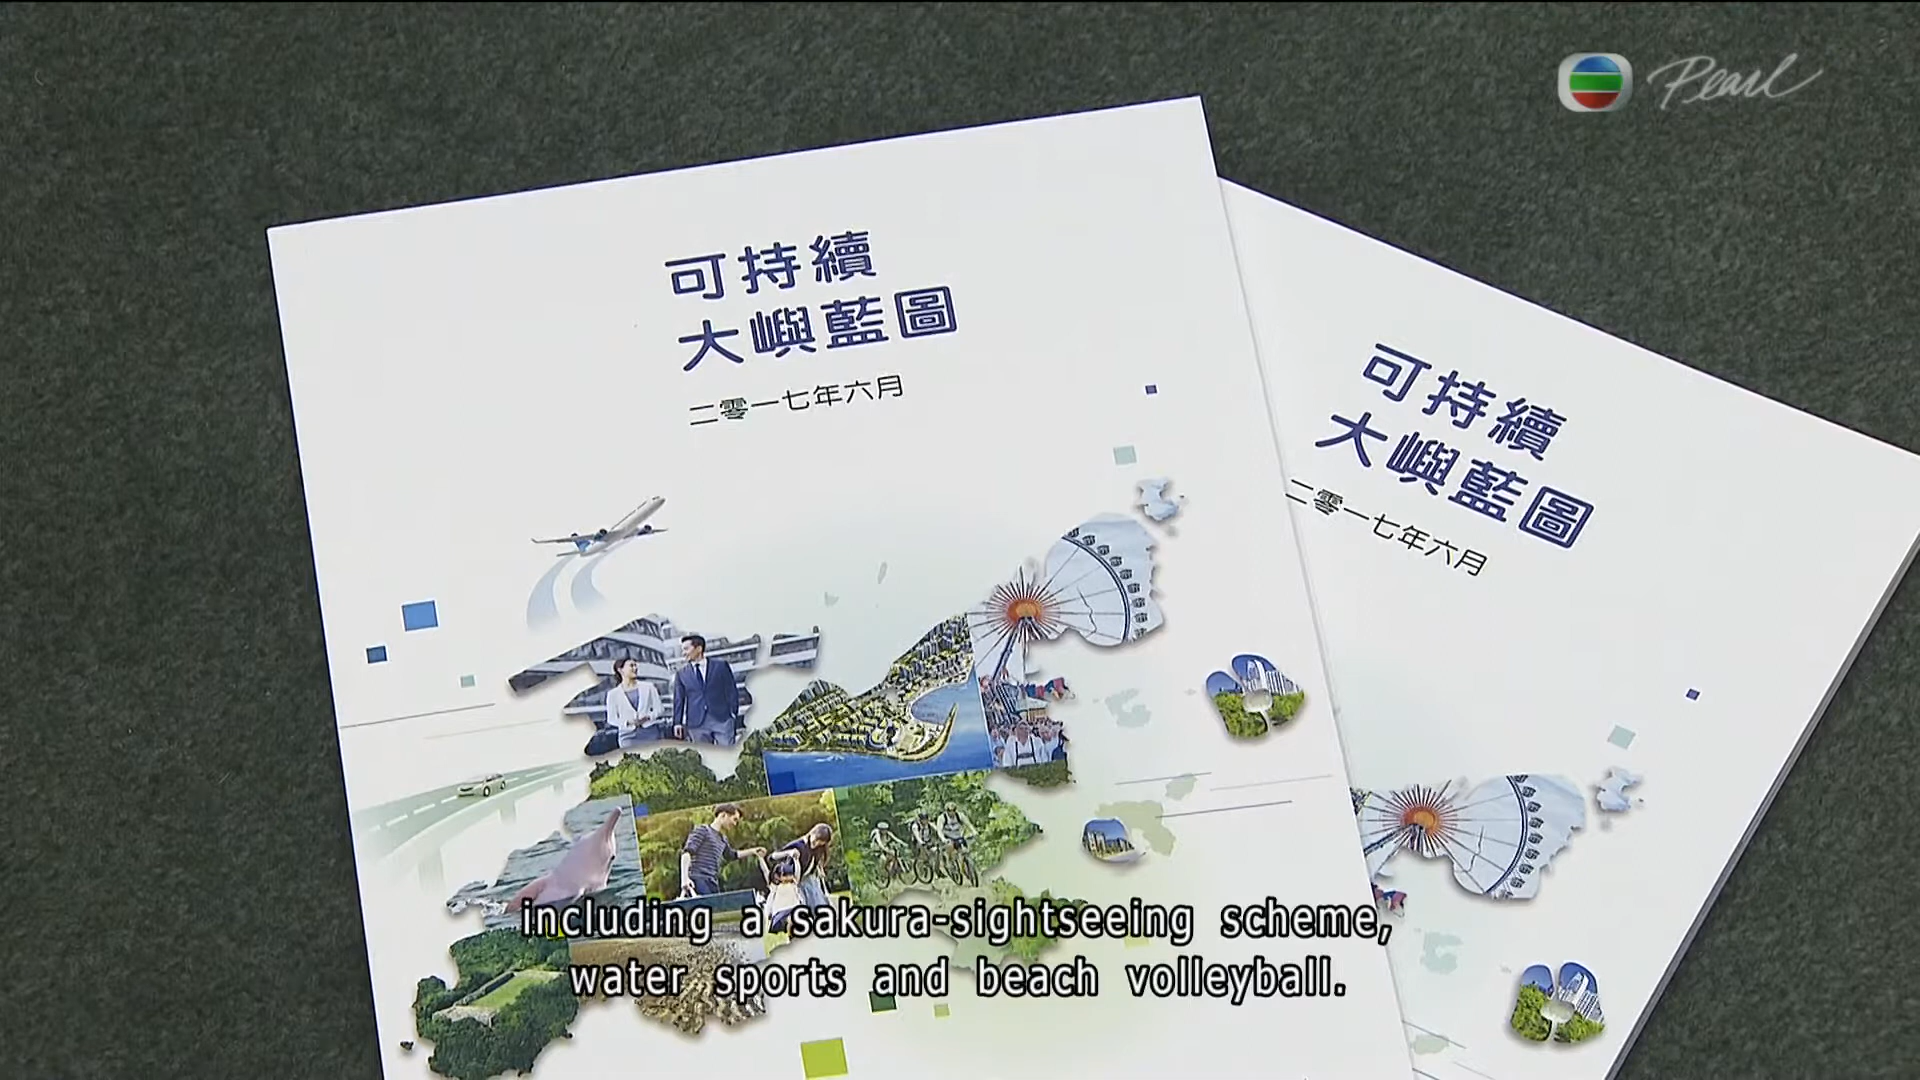 Pearl
可持續
大嶼藍圖
二零一七年六月
可持續
大嶼藍圖
二零一七年六月
including a sakura-sightseeing scheme,
water sports and beach volleyball.